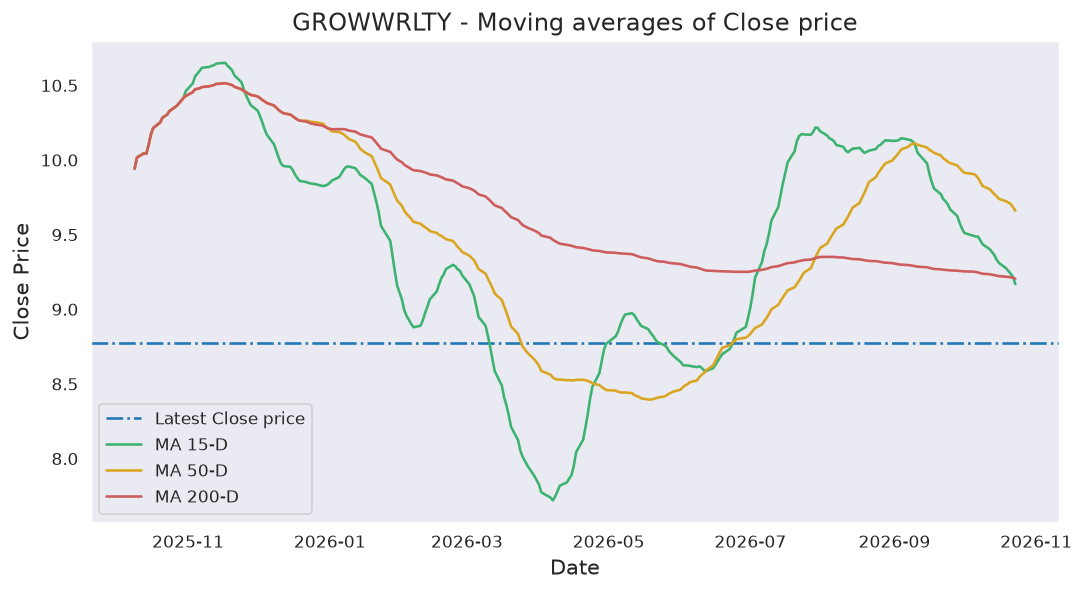 GROWWRLTY - Moving averages of Close price
Close Price
10.5
10.0
9.5
9.0
8.5
8.0
Latest Close price
MA 15-D
MA 50-D
MA 200-D
2025-11 2026-01 2026-03 2026-05 2026-07 2026-09 2026-11
Date